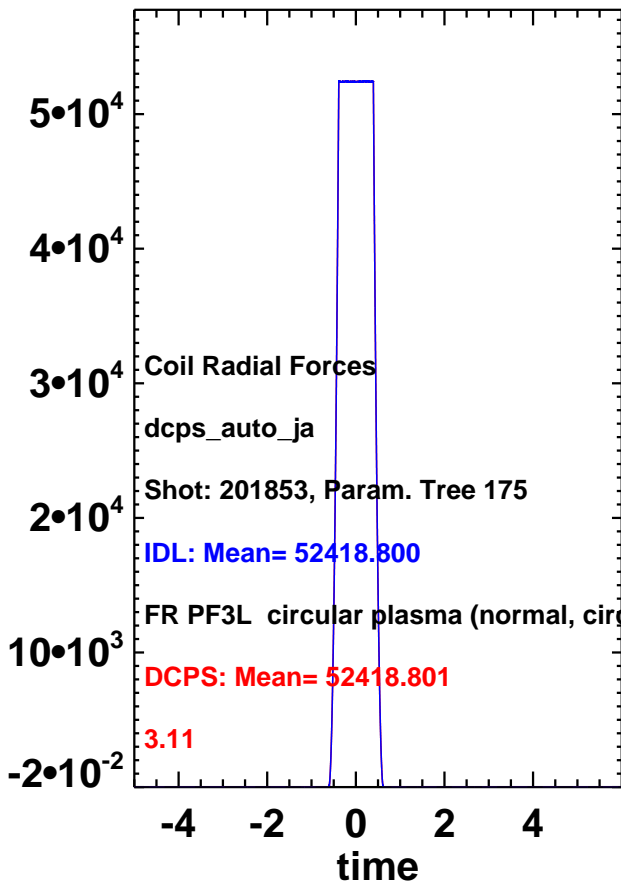 5•10⁴
4•10⁴
3•10⁴
2•10⁴
10•10³
-2•10⁻²
Coil Radial Forces
dcps_auto_ja
Shot: 201853, Param. Tree 175
IDL: Mean= 52418.800
FR PF3L circular plasma (normal, circ
DCPS: Mean= 52418.801
3.11
-4 -2 0 2 4
time